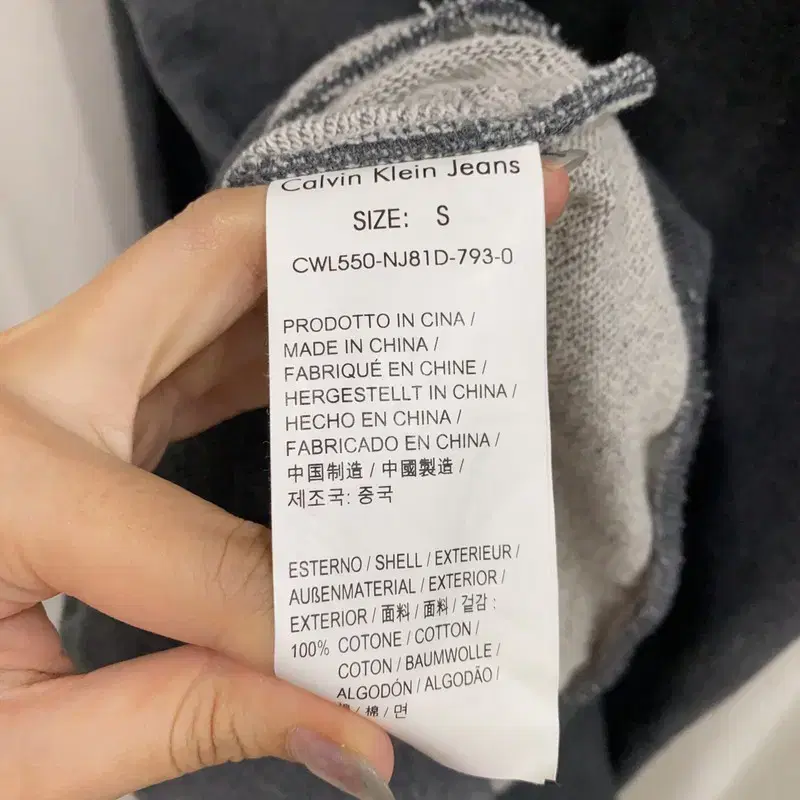 Calvin Klein Jeans
SIZE: S
CWL550-NJ81D-793-0
PRODOTTO IN CINA /
MADE IN CHINA /
FABRIQUÉ EN CHINE /
HERGESTELLT IN CHINA /
HECHO EN CHINA /
FABRICADO EN CHINA /
中国制造 / 中國製造 /
제조국: 중국
ESTERNO / SHELL / EXTERIEUR /
AUßENMATERIAL / EXTERIOR /
EXTERIOR / 面料 / 面料 / 겉감 :
100% COTONE / COTTON /
COTON / BAUMWOLLE /
ALGODÓN / ALGODÃO /
/ 棉 / 면